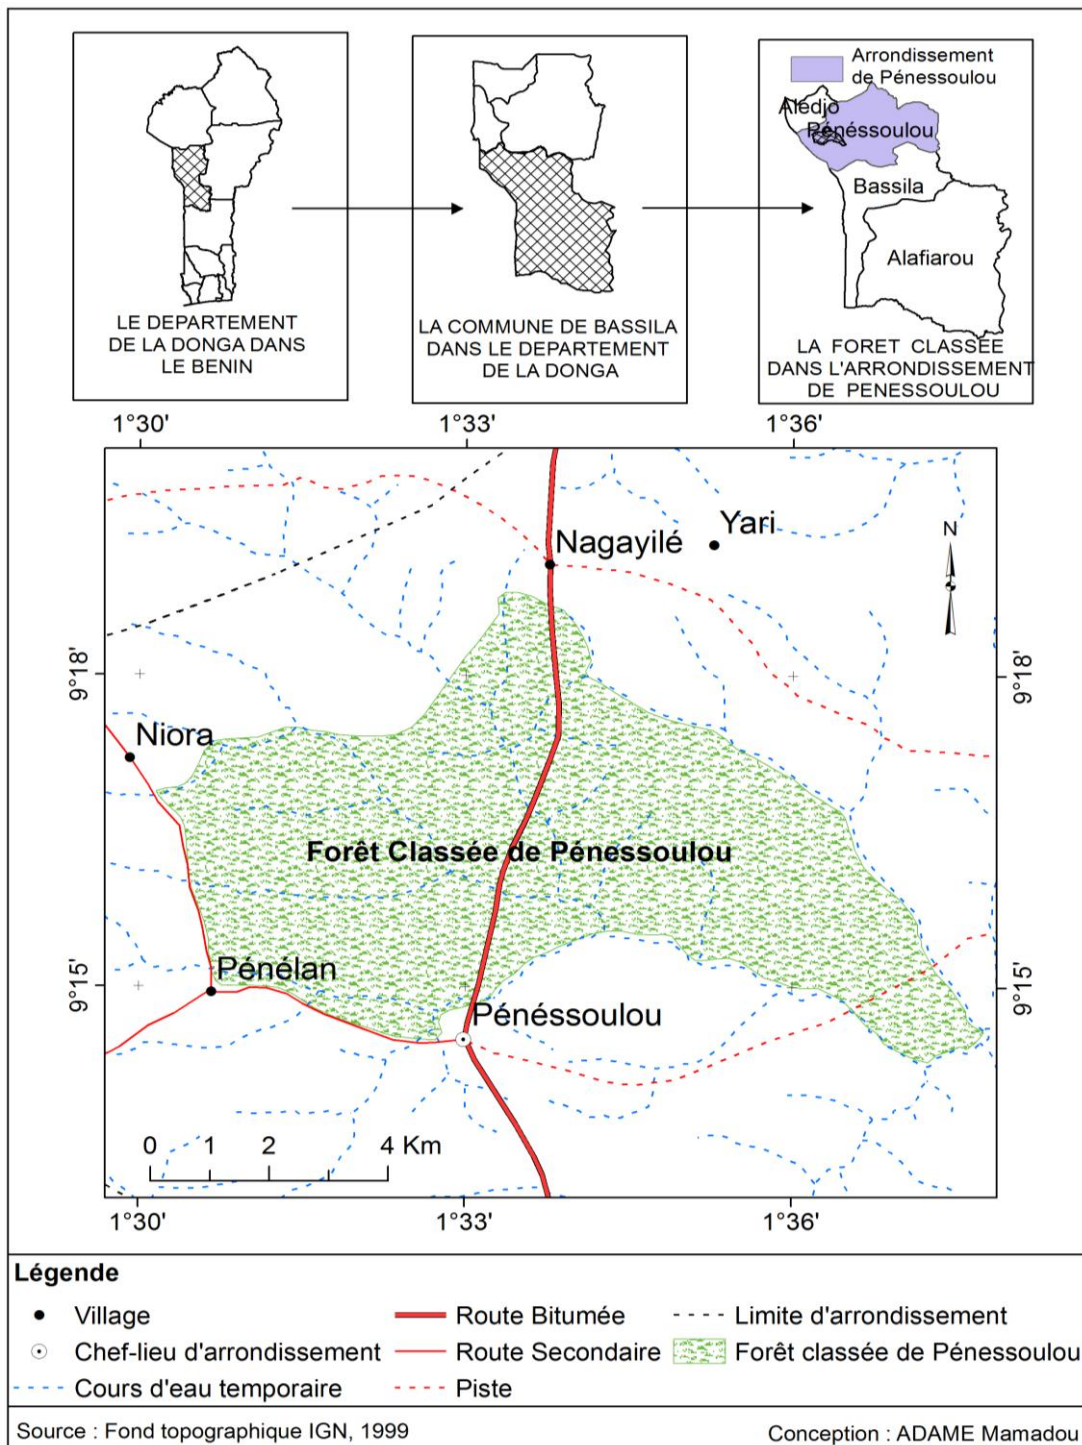 Arrondissement
de Pénessoulou
Alédjo
Pénéssoulou
Bassila
Alafiarou
LE DEPARTEMENT
DE LA DONGA DANS
LE BENIN
LA COMMUNE DE BASSILA
DANS LE DEPARTEMENT
DE LA DONGA
LA FORET CLASSÉE
DANS L'ARRONDISSEMENT
DE PENESSOULOU
1°30' 1°33' 1°36'
Yari
Nagayilé
N
9°18' 9°18'
Niora
Forêt Classée de Pénessoulou
Pénélan
9°15' 9°15'
Pénéssoulou
0 1 2 4 Km
1°30' 1°33' 1°36'
Légende
Village Route Bitumée Limite d'arrondissement
Chef-lieu d'arrondissement Route Secondaire Forêt classée de Pénessoulou
Cours d'eau temporaire Piste
Source : Fond topographique IGN, 1999 Conception : ADAME Mamadou